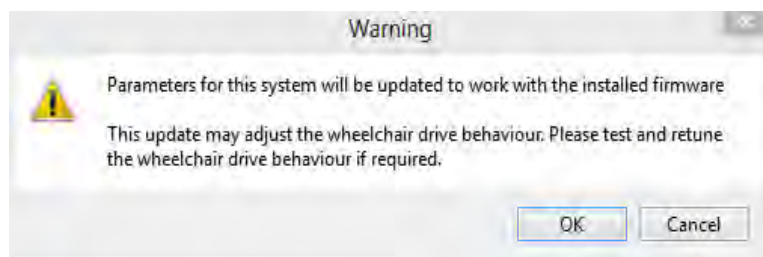 Warning
Parameters for this system will be updated to work with the installed firmware
This update may adjust the wheelchair drive behaviour. Please test and retune
the wheelchair drive behaviour if required.
OK
Cancel